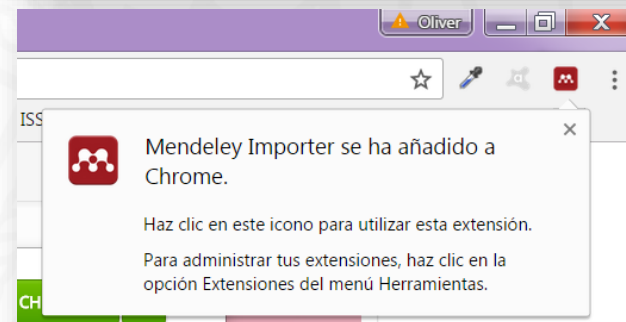 Oliver
ISS
Mendeley Importer se ha añadido a
Chrome.
Haz clic en este icono para utilizar esta extensión.
Para administrar tus extensiones, haz clic en la
opción Extensiones del menú Herramientas.
CH